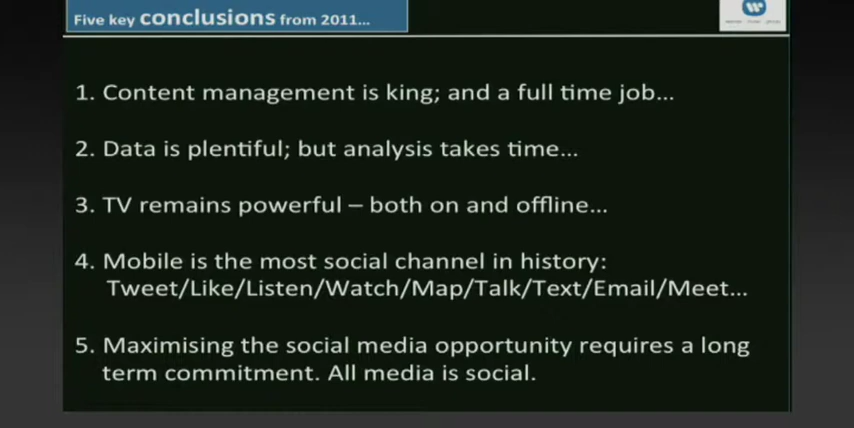 Five key conclusions from 2011...
1. Content management is king; and a full time job...
2. Data is plentiful; but analysis takes time...
3. TV remains powerful – both on and offline...
4. Mobile is the most social channel in history:
Tweet/Like/Listen/Watch/Map/Talk/Text/Email/Meet...
5. Maximising the social media opportunity requires a long
term commitment. All media is social.